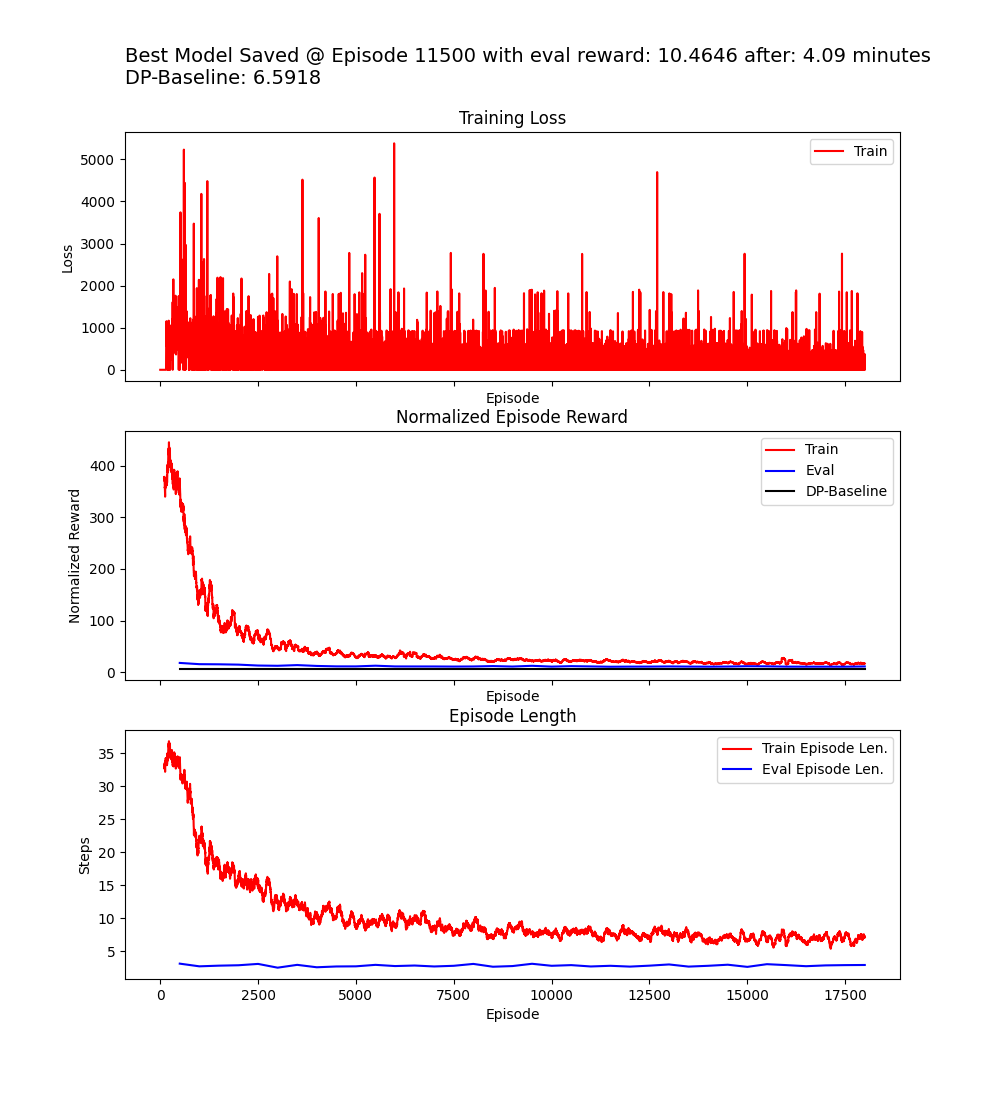 Best Model Saved @ Episode 11500 with eval reward: 10.4646 after: 4.09 minutes
DP-Baseline: 6.5918
Training Loss
Train
5000
4000
3000
2000
1000
0
Loss
Episode
Normalized Episode Reward
Train
Eval
DP-Baseline
400
300
200
100
0
Normalized Reward
Episode
Episode Length
Train Episode Len.
Eval Episode Len.
35
30
25
20
15
10
5
Steps
0 2500 5000 7500 10000 12500 15000 17500
Episode